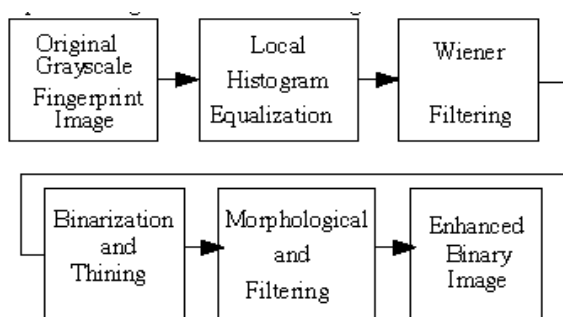 Original
Grayscale
Fingerprint
Image
Local
Histogram
Equalization
Wiener
Filtering
Binarization
and
Thining
Morphological
and
Filtering
Enhanced
Binary
Image